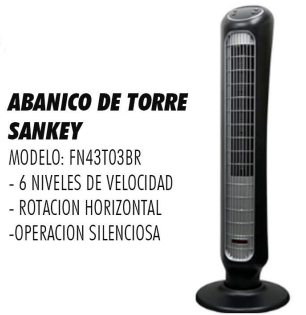 ABANICO DE TORRE
SANKEY
MODELO: FN43T03BR
- 6 NIVELES DE VELOCIDAD
- ROTACION HORIZONTAL
-OPERACION SILENCIOSA